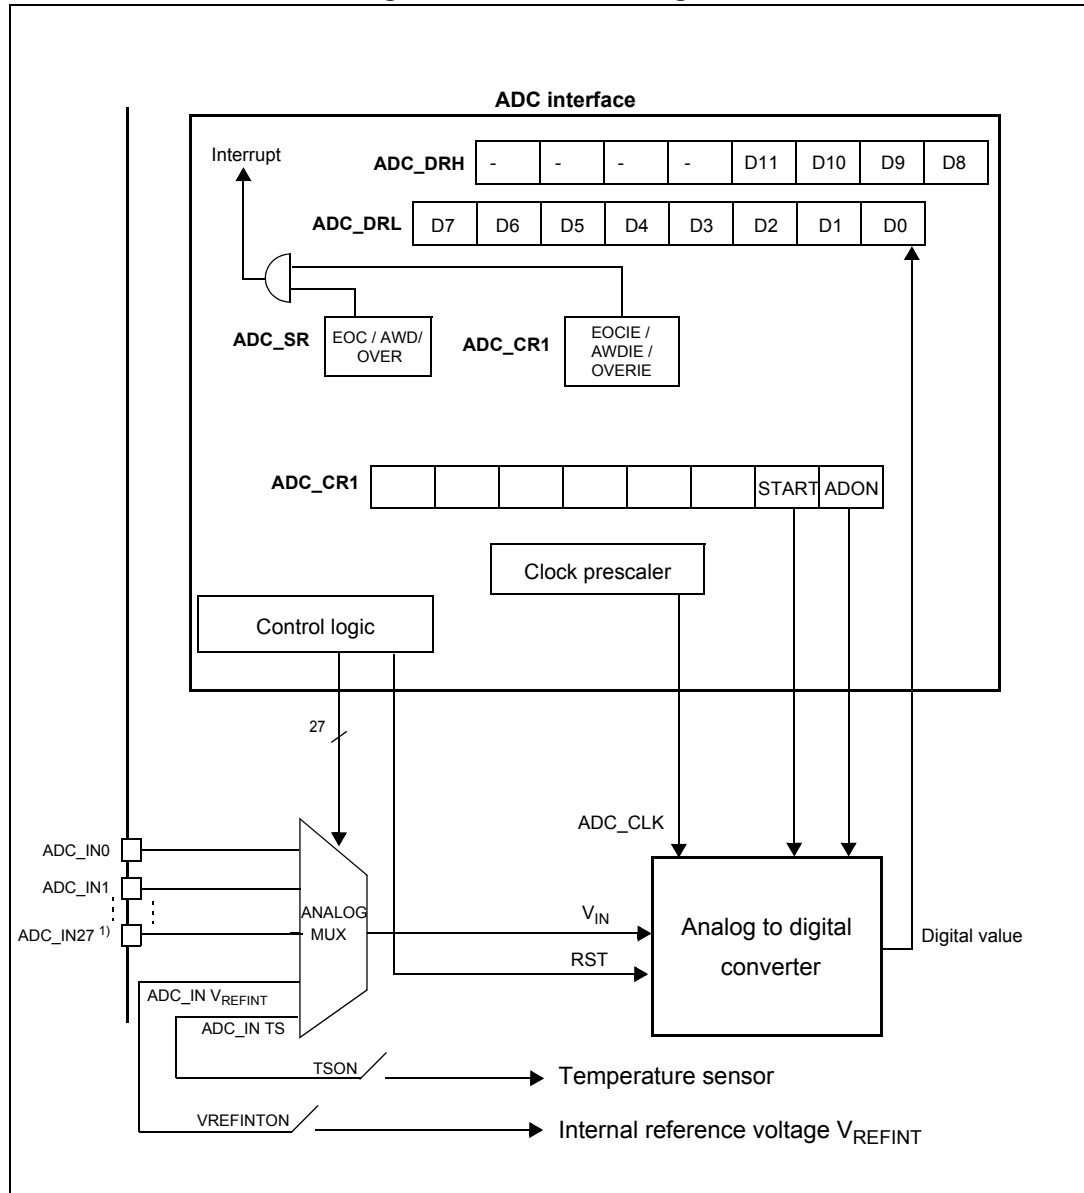 ADC interface
Interrupt
ADC_DRH - - - - D11 D10 D9 D8
ADC_DRL D7 D6 D5 D4 D3 D2 D1 D0
ADC_SR
EOC / AWD/
OVER
ADC_CR1
EOCIE /
AWDIE /
OVERIE
ADC_CR1 START ADON
Clock prescaler
Control logic
27
ADC_CLK
ADC_IN0
ADC_IN1
ADC_IN27 1)
ANALOG
MUX
VIN
RST
Analog to digital
converter
Digital value
ADC_IN VREFINT
ADC_IN TS
TSON
Temperature sensor
VREFINTON
Internal reference voltage VREFINT